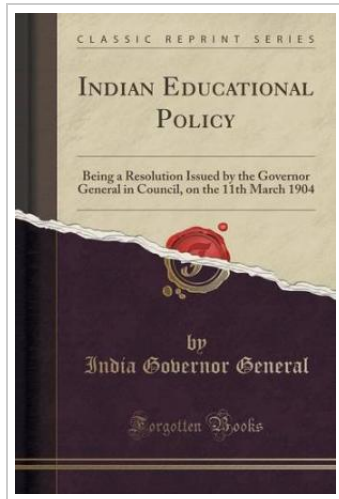 CLASSIC REPRINT SERIES
INDIAN EDUCATIONAL
POLICY
Being a Resolution Issued by the Governor
General in Council, on the 11th March 1904
F
by
India Governor General
Forgotten Books